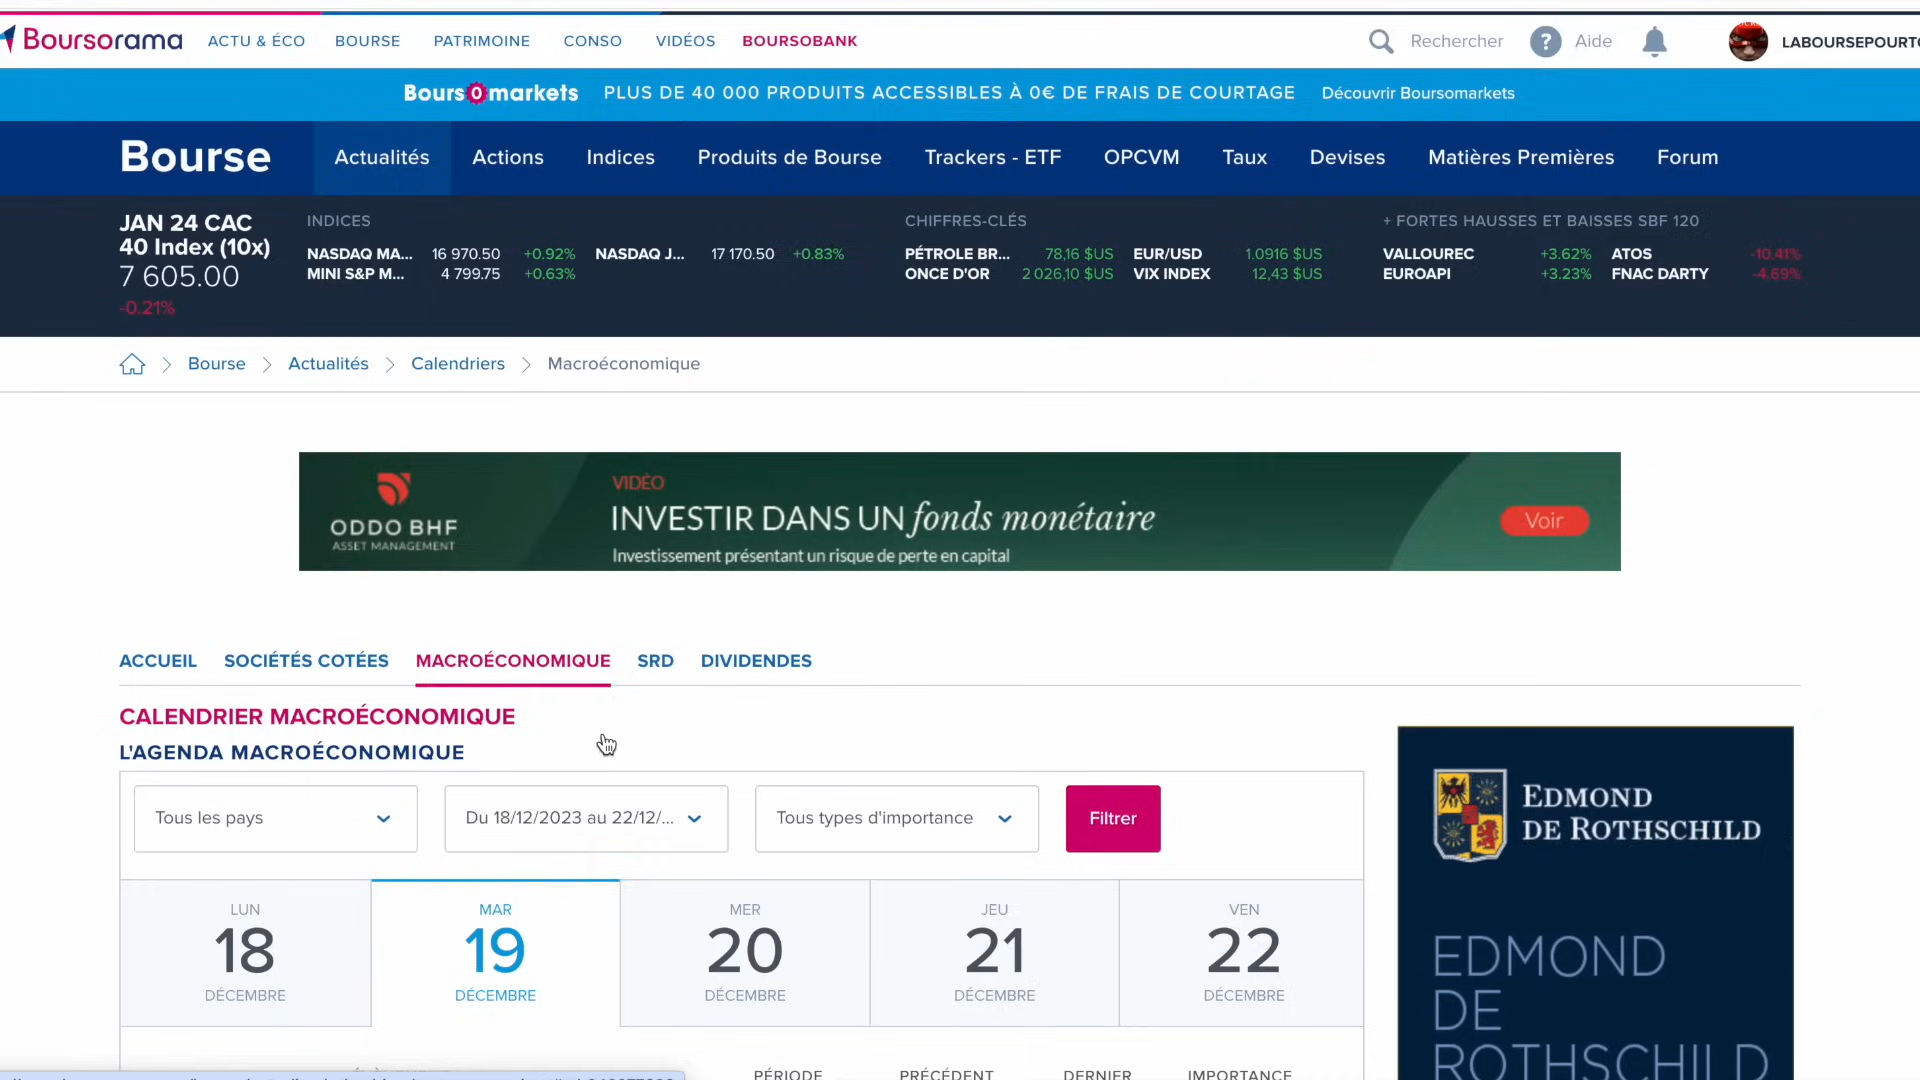 Boursorama ACTU & ÉCO BOURSE PATRIMOINE CONSO VIDÉOS BOURSOBANK Rechercher ? Aide LABOURSEPOURT
BoursOmarkets PLUS DE 40 000 PRODUITS ACCESSIBLES À 0€ DE FRAIS DE COURTAGE Découvrir Boursomarkets
Bourse Actualités Actions Indices Produits de Bourse Trackers - ETF OPCVM Taux Devises Matières Premières Forum
JAN 24 CAC
40 Index (10x)
7 605.00
-0.21%
INDICES
NASDAQ MA... 16 970.50 +0.92% NASDAQ J... 17 170.50 +0.83%
MINI S&P M... 4 799.75 +0.63%
CHIFFRES-CLÉS
PÉTROLE BR... 78,16 $US EUR/USD 1.0916 $US
ONCE D'OR 2 026,10 $US VIX INDEX 12,43 $US
+ FORTES HAUSSES ET BAISSES SBF 120
VALLOUREC +3.62% ATOS -10.41%
EUROAPI +3.23% FNAC DARTY -4.69%
Bourse Actualités Calendriers Macroéconomique
ODDO BHF
ASSET MANAGEMENT
VIDÉO
INVESTIR DANS UN fonds monétaire
Investissement présentant un risque de perte en capital
Voir
ACCUEIL SOCIÉTÉS COTÉES MACROÉCONOMIQUE SRD DIVIDENDES
CALENDRIER MACROÉCONOMIQUE
L'AGENDA MACROÉCONOMIQUE
Tous les pays Du 18/12/2023 au 22/12/... Tous types d'importance Filtrer
LUN MAR MER JEU VEN
18 19 20 21 22
DÉCEMBRE DÉCEMBRE DÉCEMBRE DÉCEMBRE DÉCEMBRE
PÉRIODE PRÉCÉDENT DERNIER IMPORTANCE
EDMOND
DE ROTHSCHILD
EDMOND
DE
ROTHSCHILD